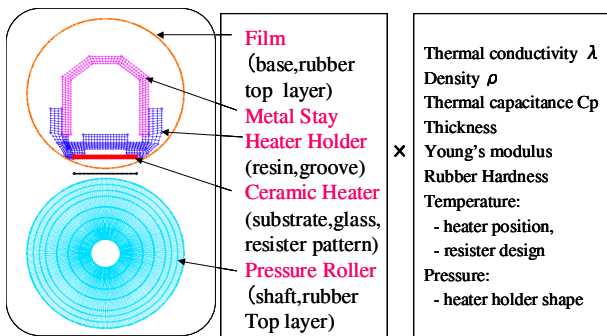 Film
(base,rubber
top layer)
Metal Stay
Heater Holder
(resin,groove)
Ceramic Heater
(substrate,glass,
resister pattern)
Pressure Roller
(shaft,rubber
Top layer)
×
Thermal conductivity λ
Density ρ
Thermal capacitance Cp
Thickness
Young's modulus
Rubber Hardness
Temperature:
- heater position,
- resister design
Pressure:
- heater holder shape